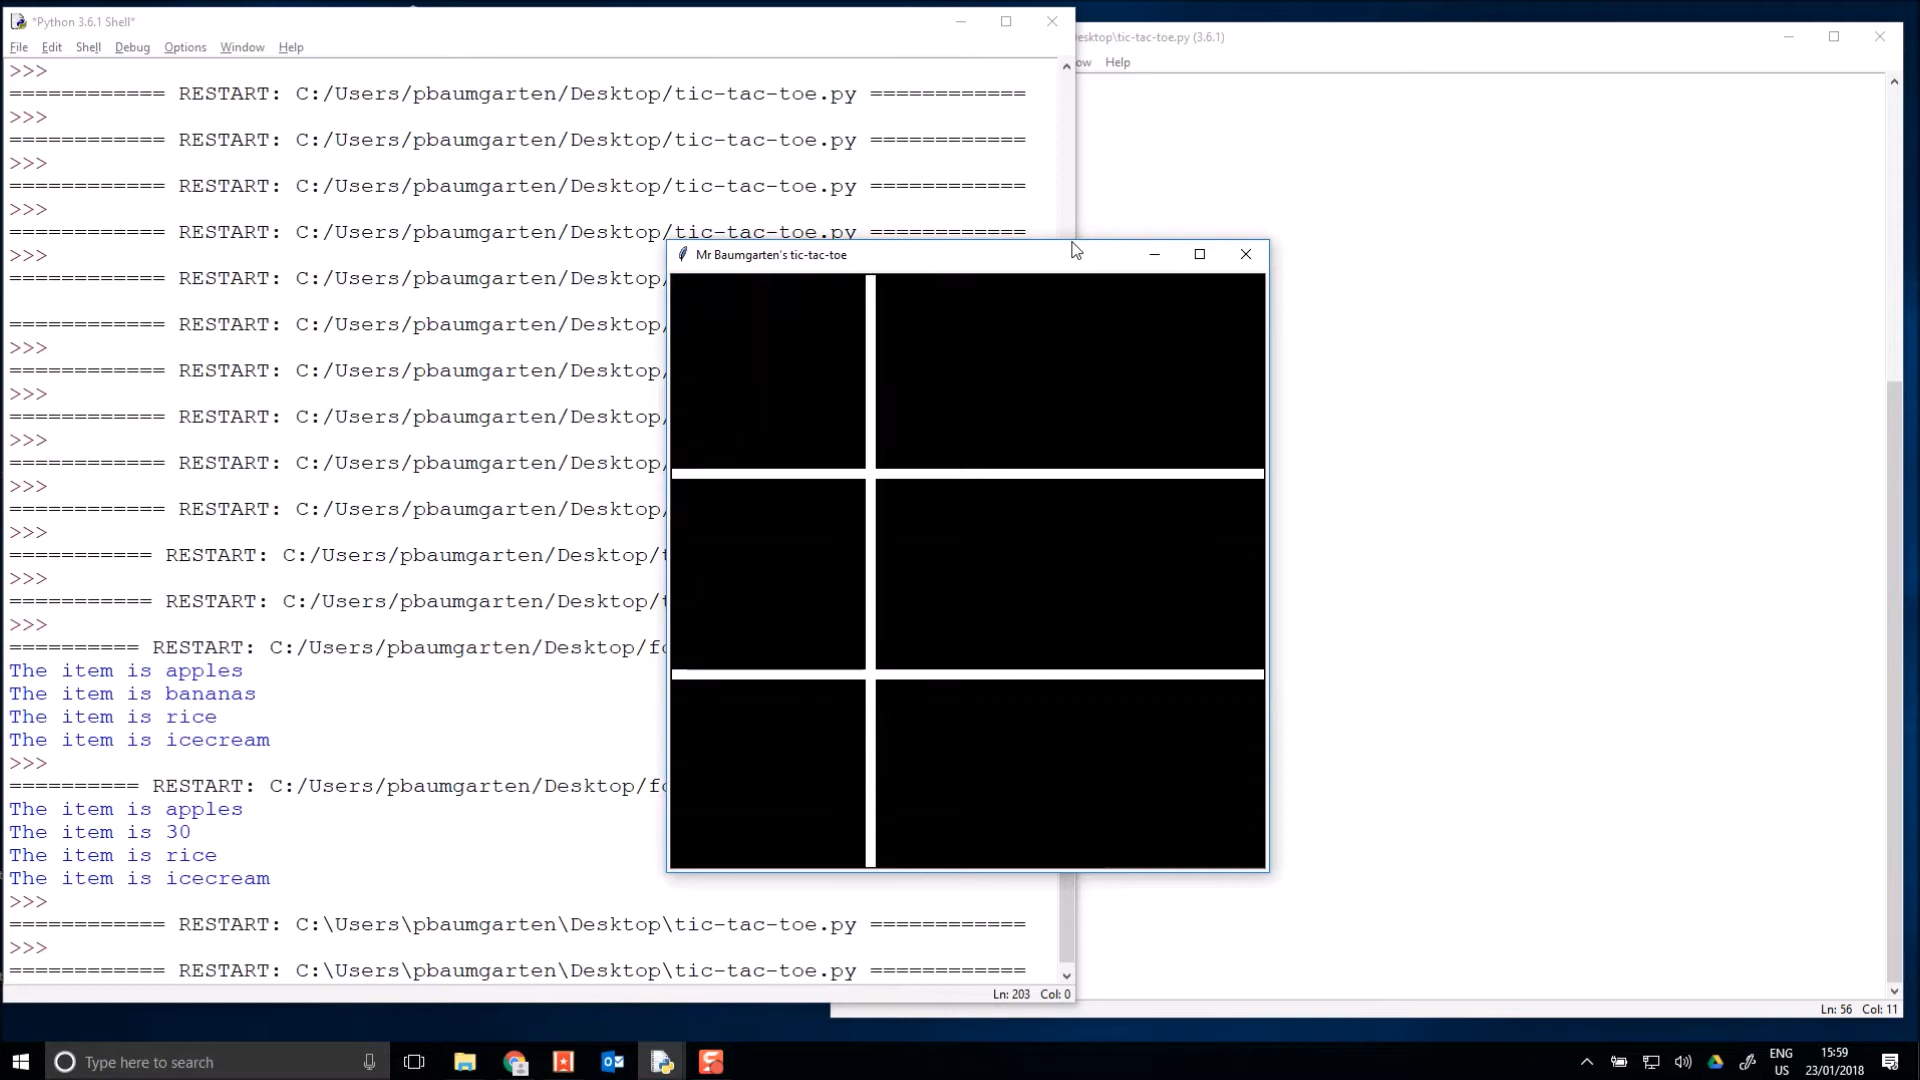 *Python 3.6.1 Shell*
File Edit Shell Debug Options Window Help
>>>
============ RESTART: C:/Users/pbaumgarten/Desktop/tic-tac-toe.py ============
>>>
============ RESTART: C:/Users/pbaumgarten/Desktop/tic-tac-toe.py ============
>>>
============ RESTART: C:/Users/pbaumgarten/Desktop/tic-tac-toe.py ============
>>>
============ RESTART: C:/Users/pbaumgarten/Desktop/tic-tac-toe.py ============
>>>
============ RESTART: C:/Users/pbaumgarten/Desktop/
============ RESTART: C:/Users/pbaumgarten/Desktop/
>>>
============ RESTART: C:/Users/pbaumgarten/Desktop/
>>>
============ RESTART: C:/Users/pbaumgarten/Desktop/
>>>
============ RESTART: C:/Users/pbaumgarten/Desktop/
>>>
============ RESTART: C:/Users/pbaumgarten/Desktop/
>>>
=========== RESTART: C:/Users/pbaumgarten/Desktop/t
>>>
=========== RESTART: C:/Users/pbaumgarten/Desktop/t
>>>
========== RESTART: C:/Users/pbaumgarten/Desktop/fo
The item is apples
The item is bananas
The item is rice
The item is icecream
>>>
========== RESTART: C:/Users/pbaumgarten/Desktop/fo
The item is apples
The item is 30
The item is rice
The item is icecream
>>>
============ RESTART: C:\Users\pbaumgarten\Desktop\tic-tac-toe.py ============
>>>
============ RESTART: C:\Users\pbaumgarten\Desktop\tic-tac-toe.py ============
Ln: 203 Col: 0
Mr Baumgarten's tic-tac-toe
esktop\tic-tac-toe.py (3.6.1)
ow Help
Ln: 56 Col: 11
Type here to search
ENG
US
15:59
23/01/2018